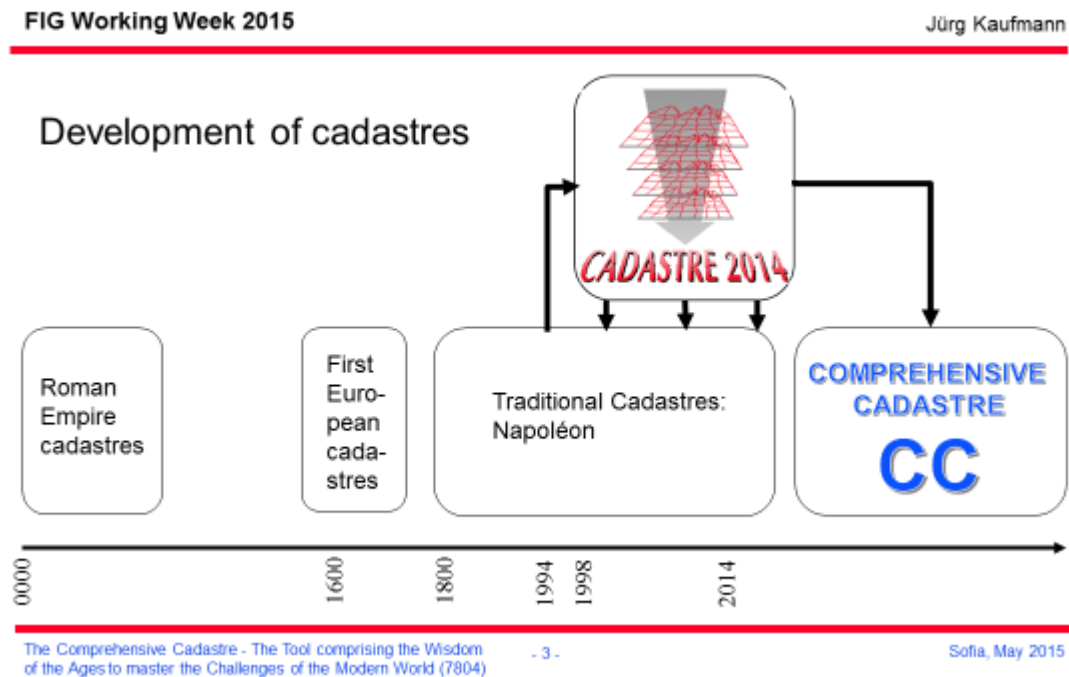 FIG Working Week 2015
Jürg Kaufmann
Development of cadastres
CADASTRE 2014
Roman
Empire
cadastres
First
Euro-
pean
cada-
stres
Traditional Cadastres:
Napoléon
COMPREHENSIVE
CADASTRE
CC
0000
1600
1800
1994
1998
2014
The Comprehensive Cadastre - The Tool comprising the Wisdom
of the Ages to master the Challenges of the Modern World (7804)
- 3 -
Sofia, May 2015